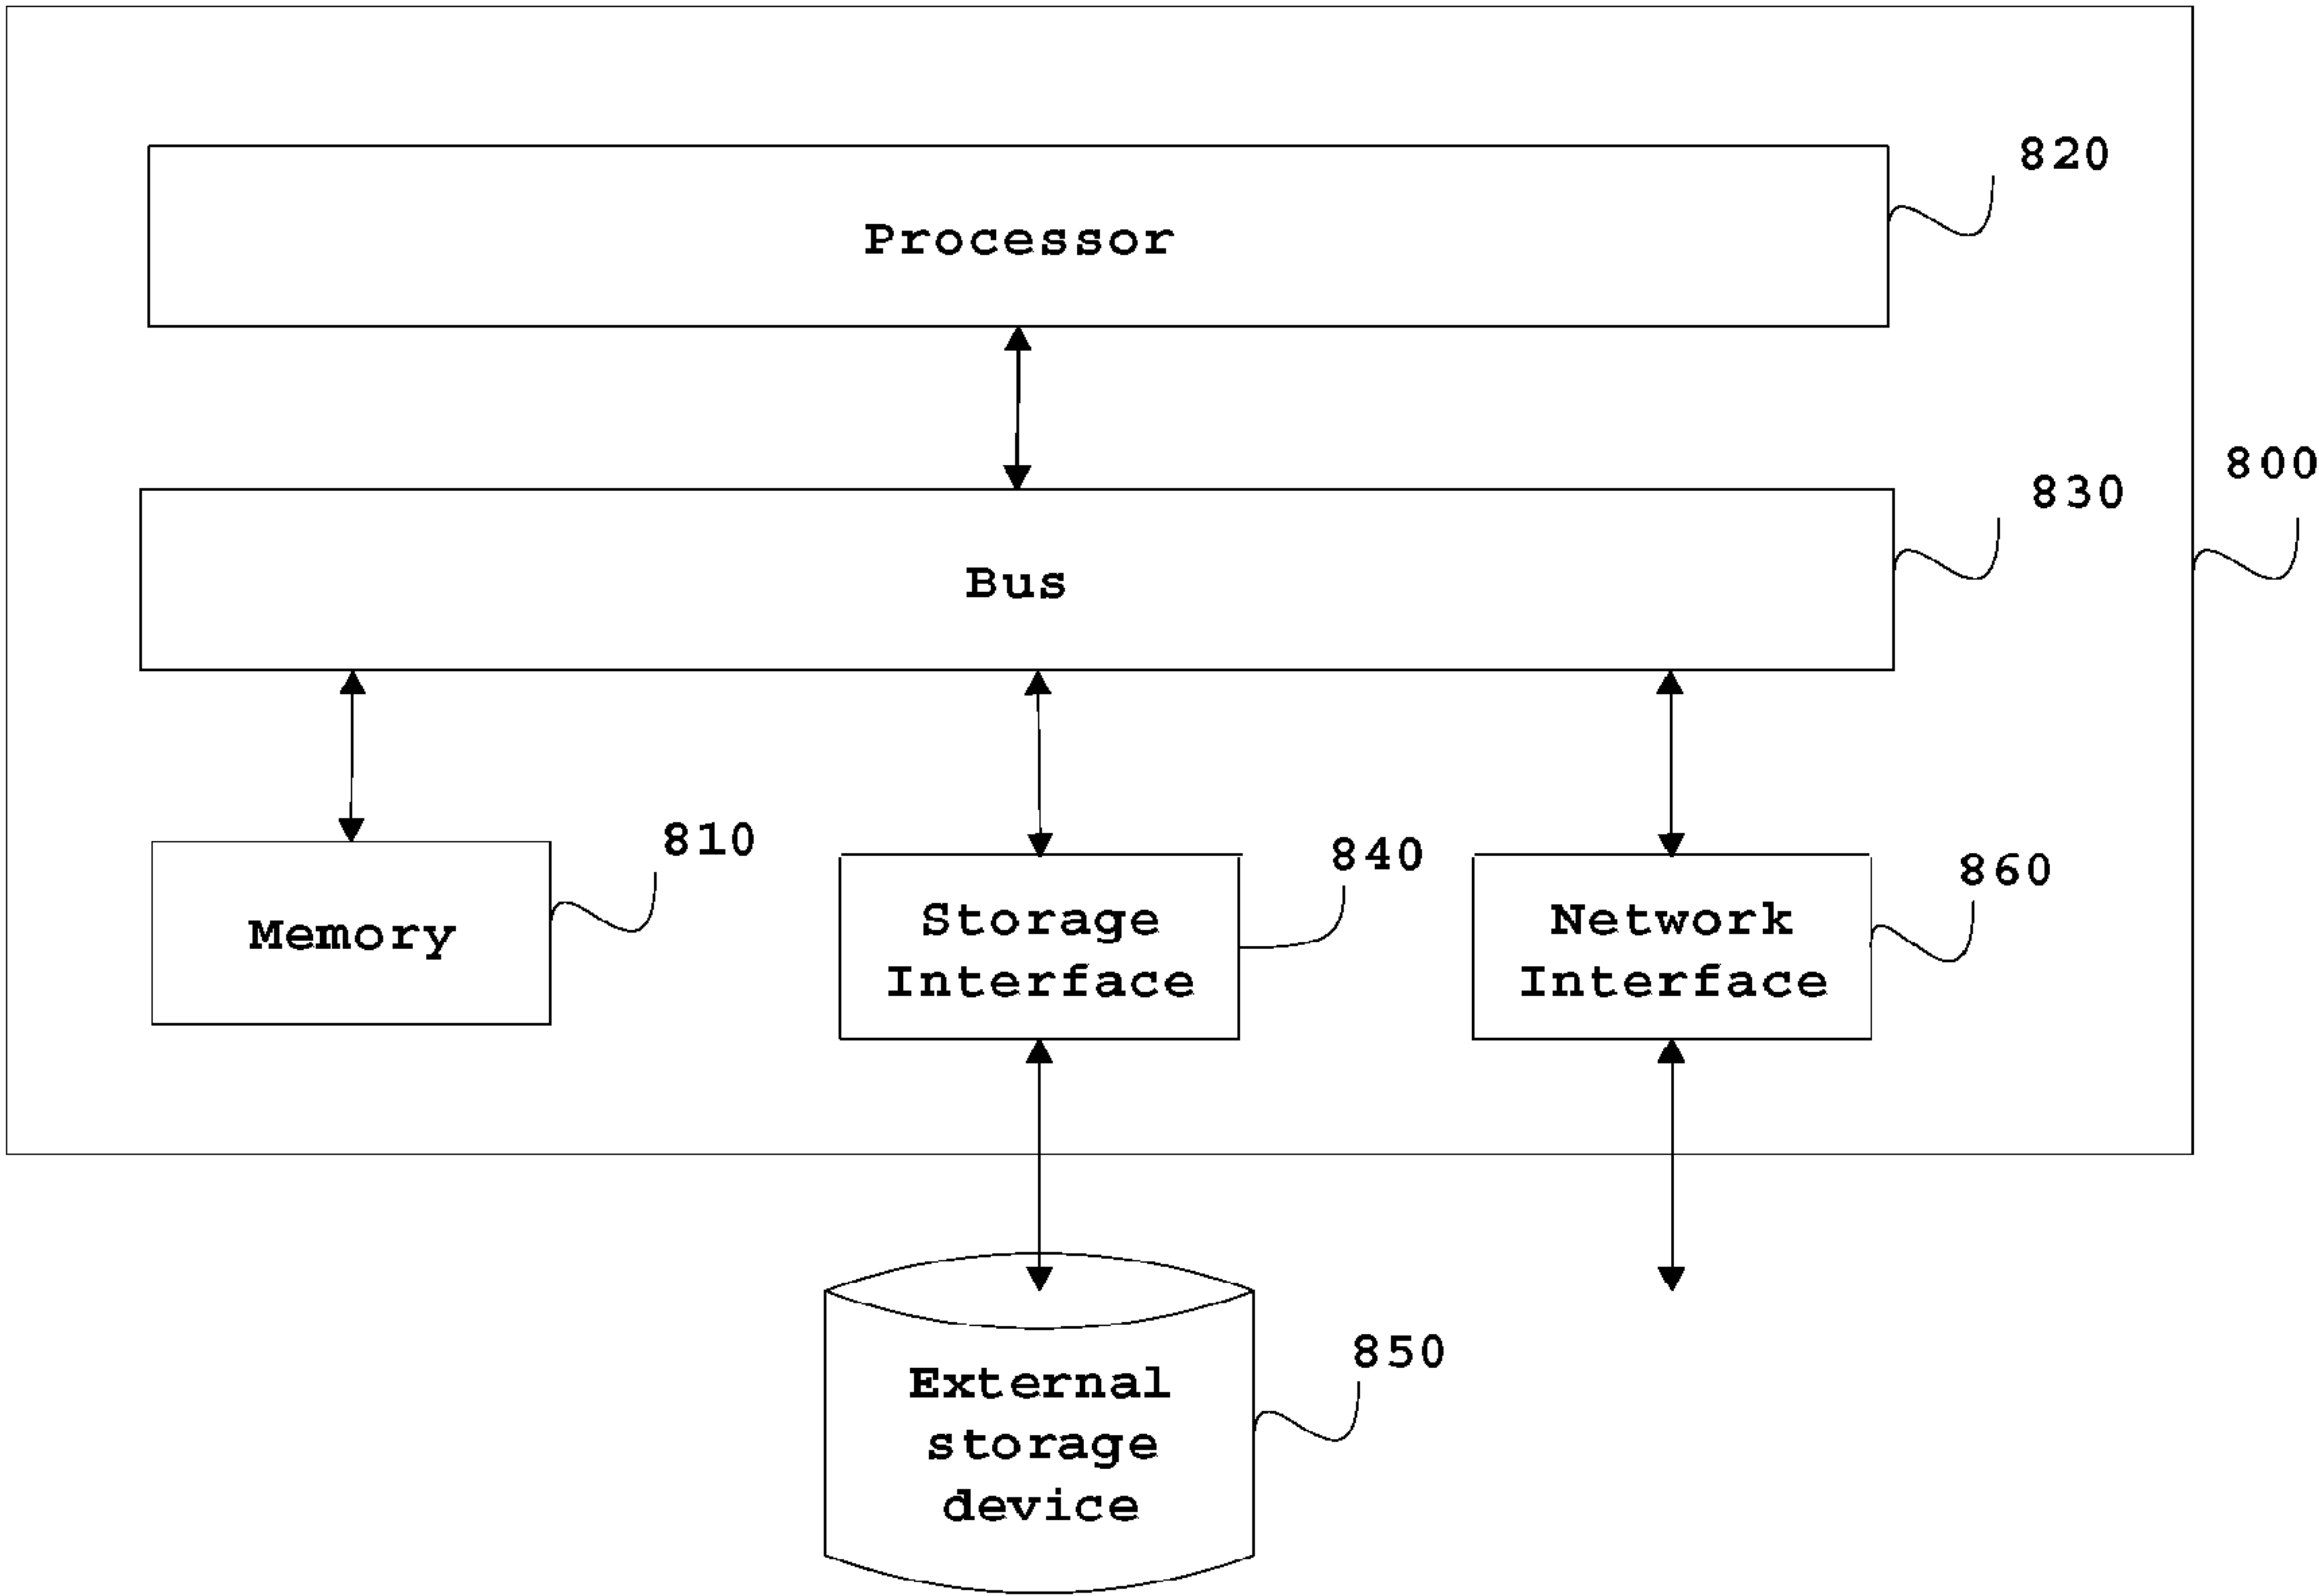 820
Processor
800
830
Bus
810
840
860
Memory
Storage
Interface
Network
Interface
850
External
storage
device